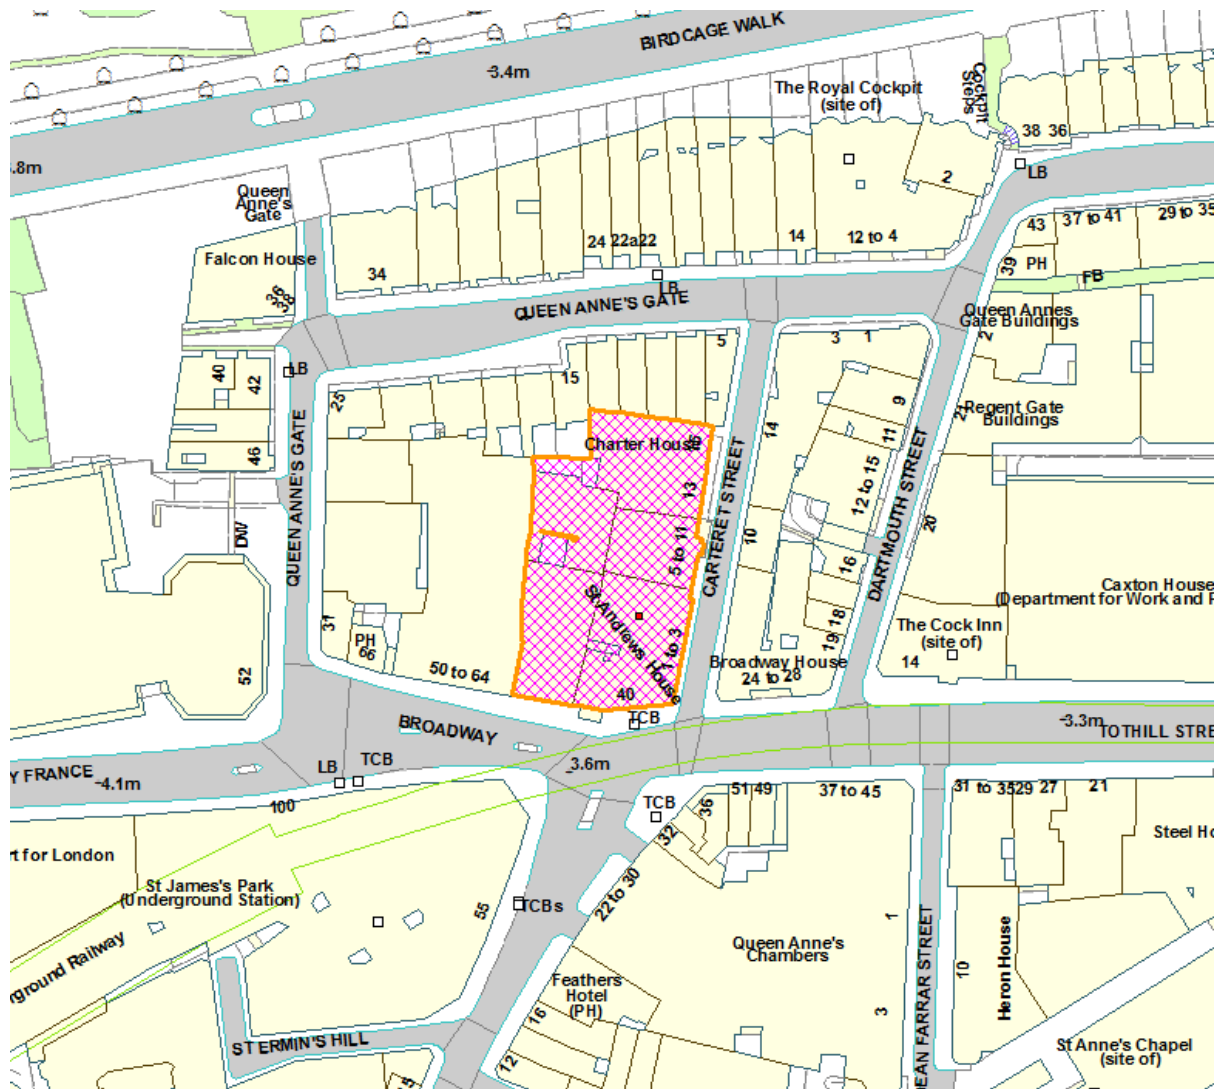 BIRDCAGE WALK
3.4m
3.8m
The Royal Cockpit
(site of)
Cockpit
Steps
38 36
LB
2
Queen
Anne's
Gate
37 to 41
29 to 35
43
PH
39
FB
24 22a22
14
12 to 4
Falcon House
34
36
38
LB
QUEEN ANNE'S GATE
Queen Annes
Gate Buildings
2
5
3 1
LB
40
42
15
25
9
21
Regent Gate
Buildings
46
QUEEN ANNE'S GATE
Charter House
15
14
11
13
CARTERET STREET
12 to 15
DARTMOUTH STREET
20
DW
10
5 to 11
16
Caxton House
(Department for Work and P
St Andrews House
31
PH
66
18
19
The Cock Inn
(site of)
14
1 to 3
Broadway House
24 to 28
52
50 to 64
40
TCB
BROADWAY
3.3m
TOTHILL STRE
Y FRANCE
4.1m
LB
TCB
3.6m
100
TCB
36
51 49
37 to 45
31 to 35
29 27
21
32
Steel Ho
rt for London
St James's Park
(Underground Station)
55
TCBs
22 to 30
rground Railway
Queen Anne's
Chambers
1
DEAN FARRAR STREET
10
Heron House
Feathers
Hotel
(PH)
16
3
ST ERMIN'S HILL
12
St Anne's Chapel
(site of)